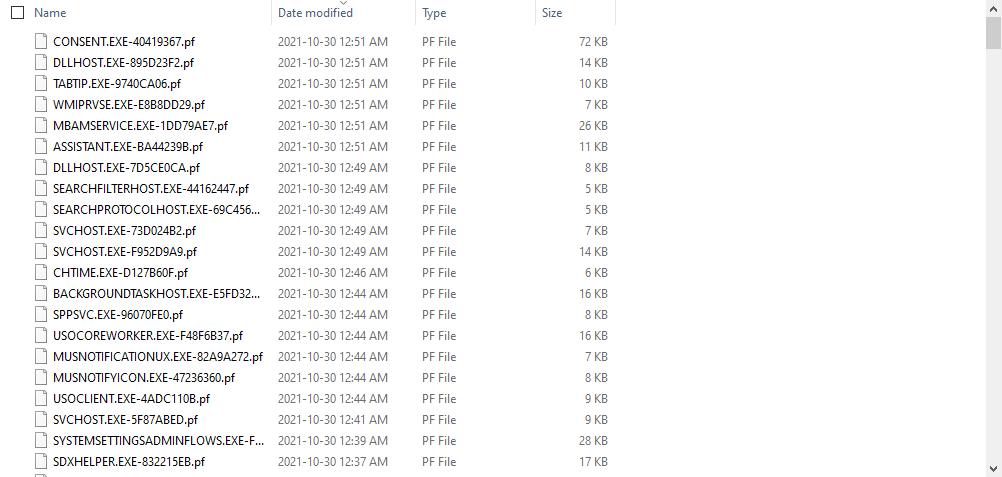 Name Date modified Type Size
CONSENT.EXE-40419367.pf 2021-10-30 12:51 AM PF File 72 KB
DLLHOST.EXE-895D23F2.pf 2021-10-30 12:51 AM PF File 14 KB
TABTIP.EXE-9740CA06.pf 2021-10-30 12:51 AM PF File 10 KB
WMIPRVSE.EXE-E8B8DD29.pf 2021-10-30 12:51 AM PF File 7 KB
MBAMSERVICE.EXE-1DD79AE7.pf 2021-10-30 12:51 AM PF File 26 KB
ASSISTANT.EXE-BA44239B.pf 2021-10-30 12:51 AM PF File 11 KB
DLLHOST.EXE-7D5CE0CA.pf 2021-10-30 12:49 AM PF File 8 KB
SEARCHFILTERHOST.EXE-44162447.pf 2021-10-30 12:49 AM PF File 5 KB
SEARCHPROTOCOLHOST.EXE-69C456... 2021-10-30 12:49 AM PF File 5 KB
SVCHOST.EXE-73D024B2.pf 2021-10-30 12:49 AM PF File 7 KB
SVCHOST.EXE-F952D9A9.pf 2021-10-30 12:49 AM PF File 14 KB
CHTIME.EXE-D127B60F.pf 2021-10-30 12:46 AM PF File 6 KB
BACKGROUNDTASKHOST.EXE-E5FD32... 2021-10-30 12:44 AM PF File 16 KB
SPPSVC.EXE-96070FE0.pf 2021-10-30 12:44 AM PF File 8 KB
USOCOREWORKER.EXE-F48F6B37.pf 2021-10-30 12:44 AM PF File 16 KB
MUSNOTIFICATIONUX.EXE-82A9A272.pf 2021-10-30 12:44 AM PF File 7 KB
MUSNOTIFYICON.EXE-47236360.pf 2021-10-30 12:44 AM PF File 8 KB
USOCLIENT.EXE-4ADC110B.pf 2021-10-30 12:44 AM PF File 9 KB
SVCHOST.EXE-5F87ABED.pf 2021-10-30 12:41 AM PF File 9 KB
SYSTEMSETTINGSADMINFLOWS.EXE-F... 2021-10-30 12:39 AM PF File 28 KB
SDXHELPER.EXE-832215EB.pf 2021-10-30 12:37 AM PF File 17 KB